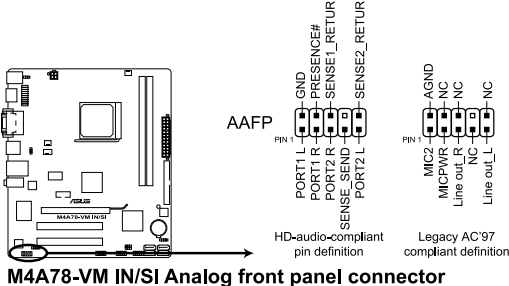 GND
PRESENCE#
SENSE1_RETUR
SENSE2_RETUR
AGND
NC
NC
NC
AAFP
PIN 1
PIN 1
PORT1 L
PORT1 R
PORT2 R
SENSE_SEND
PORT2 L
MIC2
MICPWR
Line out_R
NC
Line out_L
ASUS
M4A78-VM IN/SI
HD-audio-compliant
pin definition
Legacy AC'97
compliant definition
M4A78-VM IN/SI Analog front panel connector